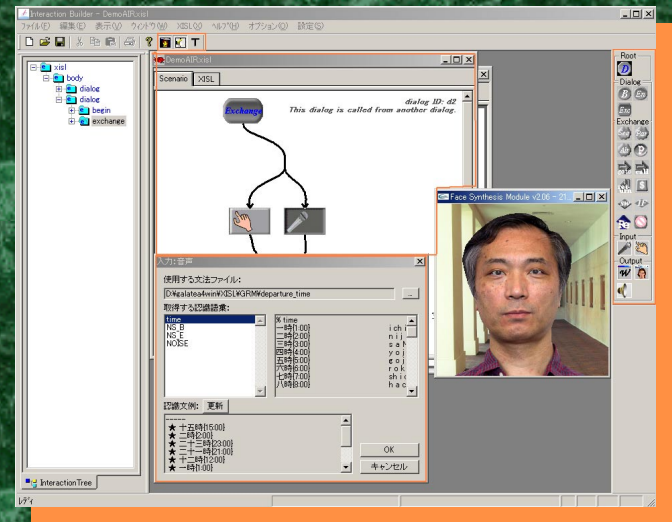 Interaction Builder - DemoAIR.xisl
ファイル(F) 編集(E) 表示(V) ウィンドウ(W) XISL(X) ヘルプ(H) オプション(O) 設定(S)
xisl
body
dialog
dialog
begin
exchange
InteractionTree
レディ
DemoAIR.xisl
Scenario XISL
Exchange
dialog ID: d2
This dialog is called from another dialog.
入力:音声
使用する文法ファイル:
D:¥galatea4win¥XISL¥GRM¥departure_time
...
取得する認識語彙:
time
NS_B
NS_E
NOISE
% time
一時{1:00} ichi
二時{2:00} nij
三時{3:00}
四時{4:00} yoj
五時{5:00} goj
六時{6:00} rok
七時{7:00}
八時{8:00} hac
認識文例: 更新
-----
★ 十五時{15:00}
★ 二時{2:00}
★ 二十三時{23:00}
★ 二十一時{21:00}
★ 十二時{12:00}
★ 一時{1:00}
OK
キャンセル
Face Synthesis Module v2.06 - 21...
Root
D
Dialog
Exchange
P
S
Input
Output
W